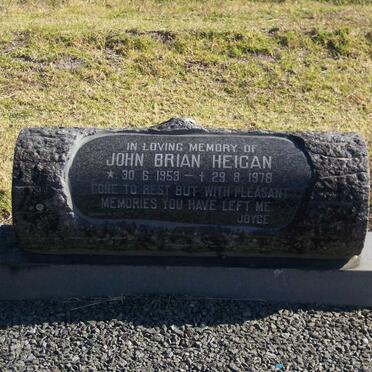 IN LOVING MEMORY OF
JOHN BRIAN HEIGAN
* 30·6·1953 – † 29·8·1978
GONE TO REST BUT WITH PLEASANT
MEMORIES YOU HAVE LEFT ME
JOYCE